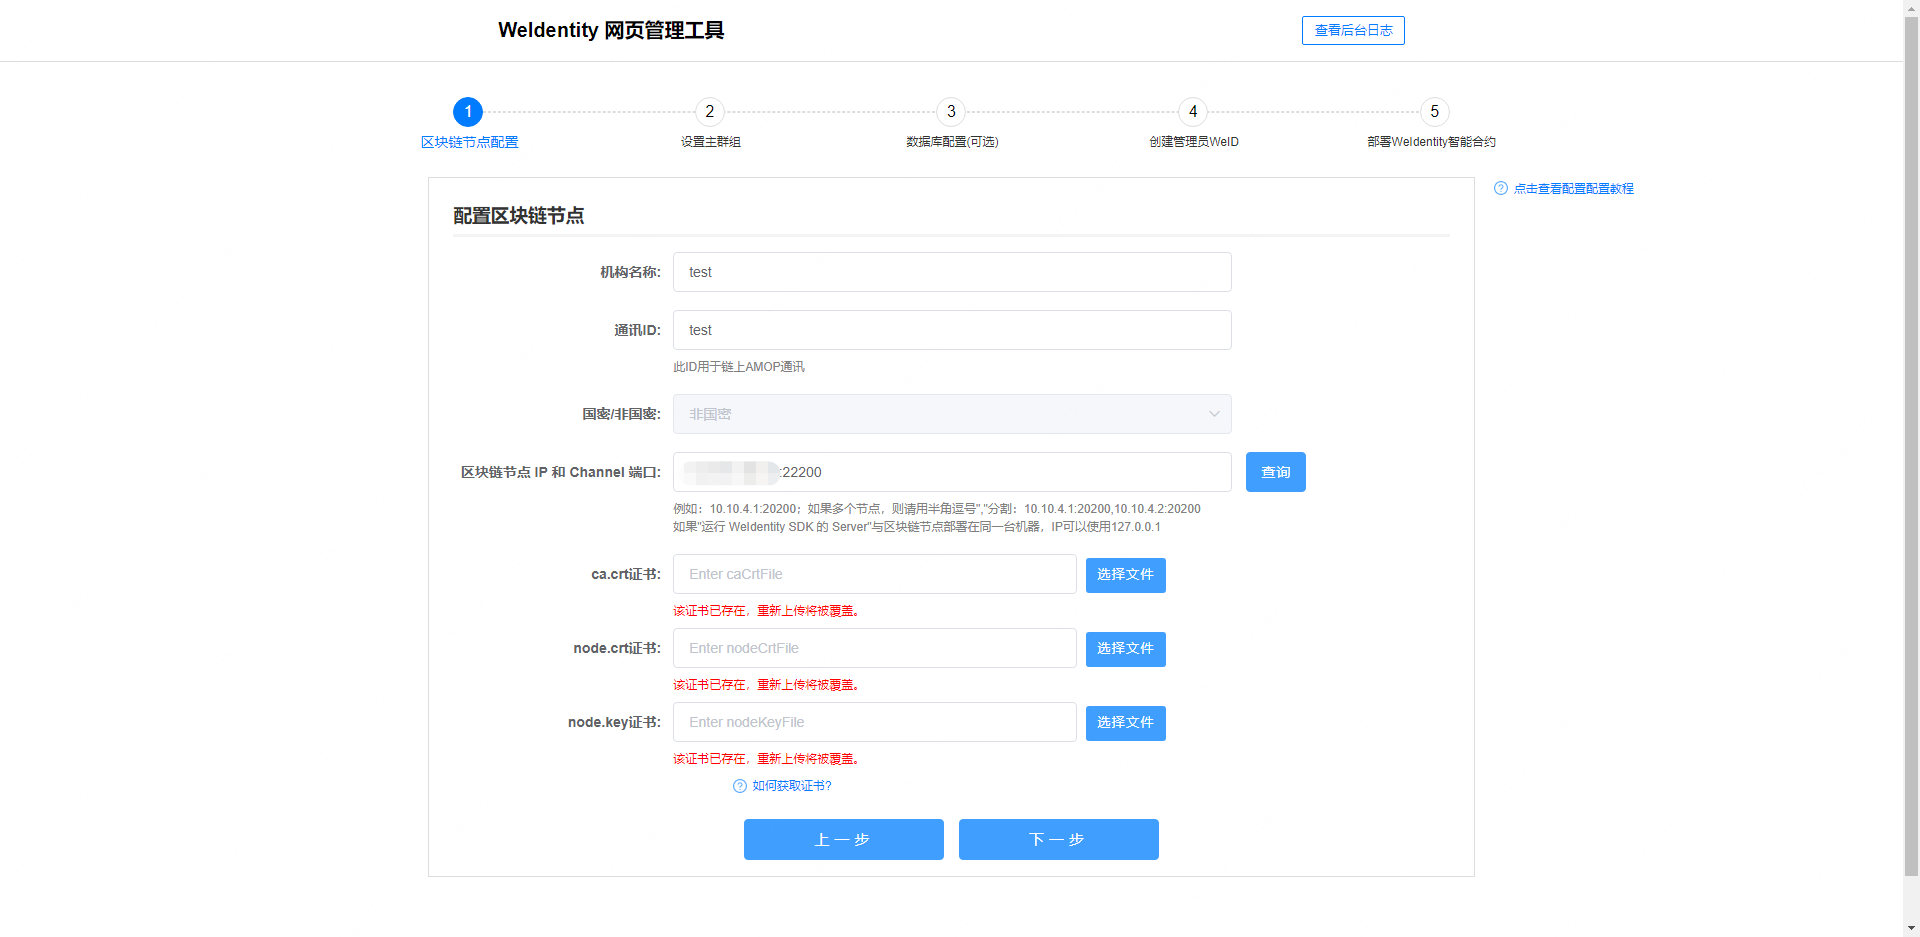 WeIdentity 网页管理工具
查看后台日志
1
2
3
4
5
区块链节点配置
设置主群组
数据库配置(可选)
创建管理员WeID
部署WeIdentity智能合约
点击查看配置配置教程
配置区块链节点
机构名称: test
通讯ID: test
此ID用于链上AMOP通讯
国密/非国密: 非国密
区块链节点 IP 和 Channel 端口: :22200 查询
例如：10.10.4.1:20200；如果多个节点，则请用半角逗号","分割：10.10.4.1:20200,10.10.4.2:20200
如果"运行 WeIdentity SDK 的 Server"与区块链节点部署在同一台机器，IP可以使用127.0.0.1
ca.crt证书: Enter caCrtFile 选择文件
该证书已存在，重新上传将被覆盖。
node.crt证书: Enter nodeCrtFile 选择文件
该证书已存在，重新上传将被覆盖。
node.key证书: Enter nodeKeyFile 选择文件
该证书已存在，重新上传将被覆盖。
如何获取证书?
上一步
下一步